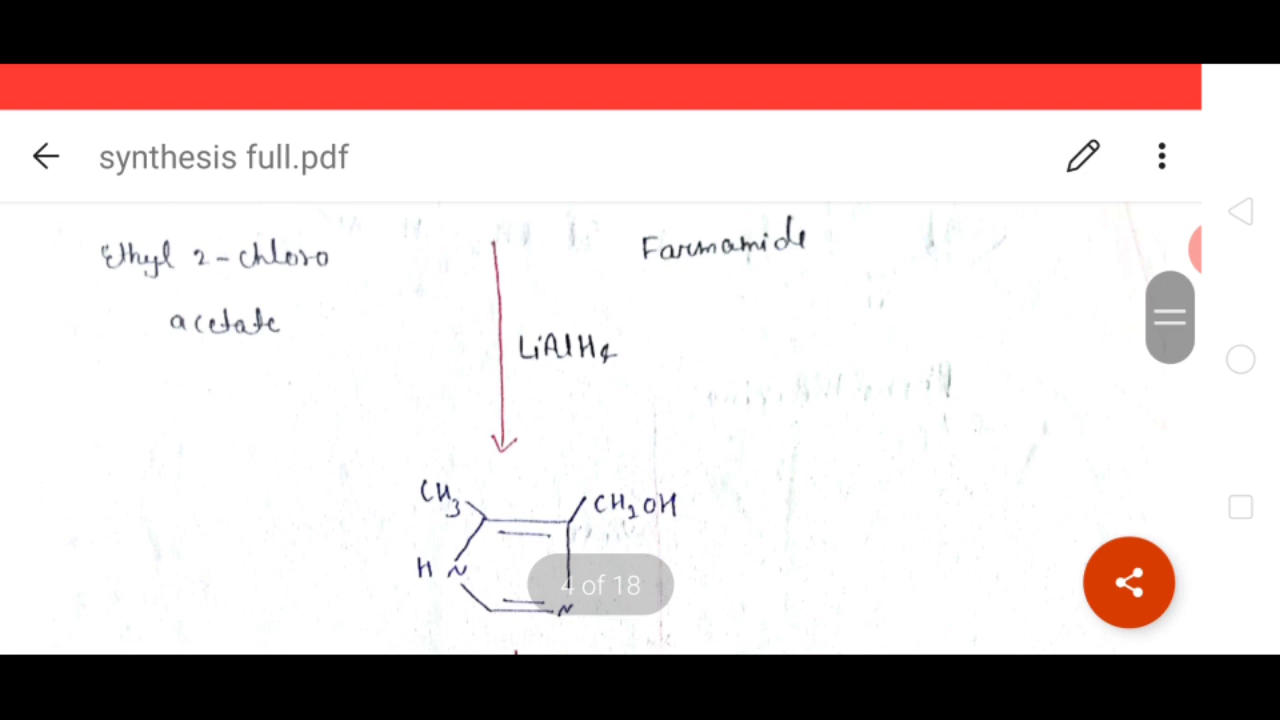 synthesis full.pdf
Ethyl 2-chloro
acetate
Farmamide
LiAlH4
CH3
CH2OH
H N
N
4 of 18